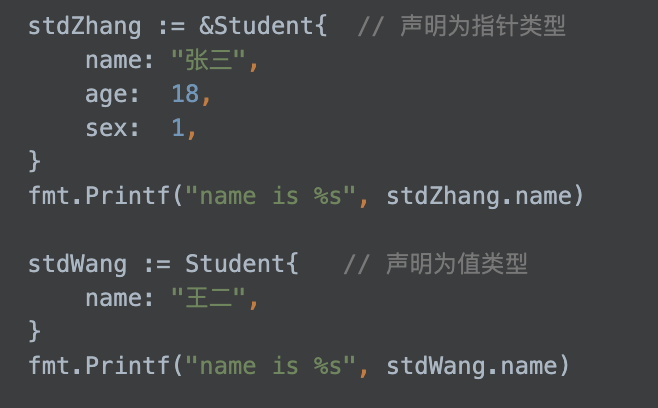 stdZhang := &Student{  // 声明为指针类型
    name: "张三",
    age:  18,
    sex:  1,
}
fmt.Printf("name is %s", stdZhang.name)

stdWang := Student{   // 声明为值类型
    name: "王二",
}
fmt.Printf("name is %s", stdWang.name)